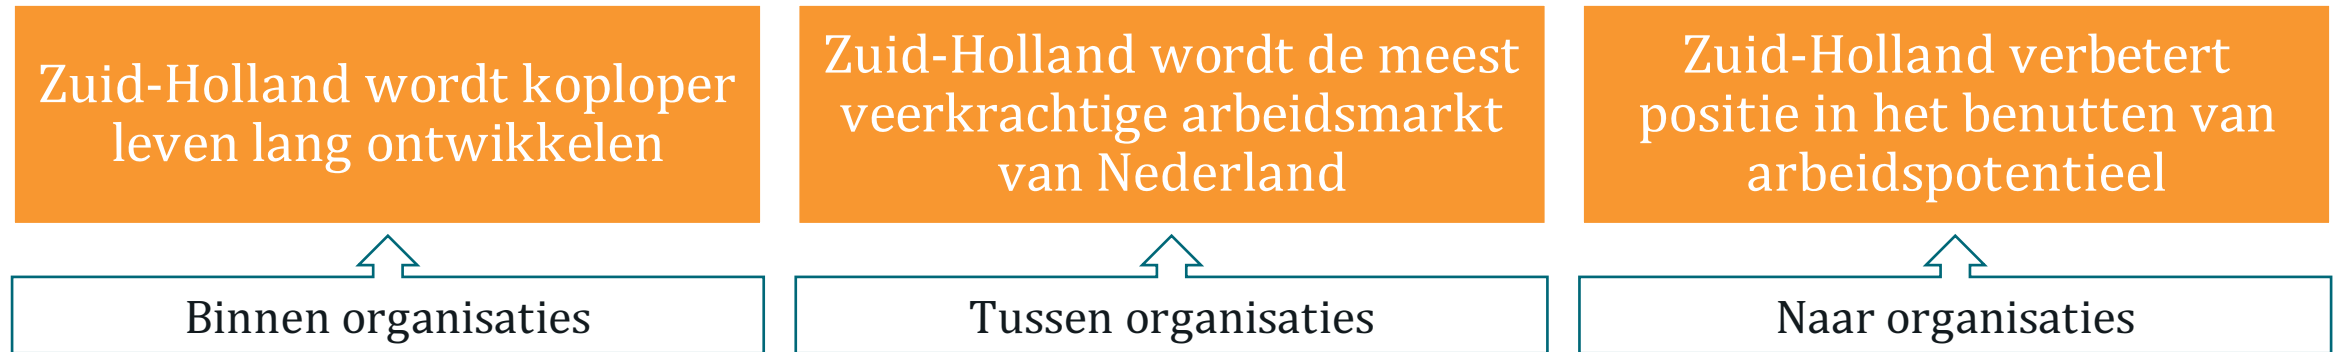 Zuid-Holland wordt koploper
leven lang ontwikkelen
Zuid-Holland wordt de meest
veerkrachtige arbeidsmarkt
van Nederland
Zuid-Holland verbetert
positie in het benutten van
arbeidspotentieel
Binnen organisaties
Tussen organisaties
Naar organisaties